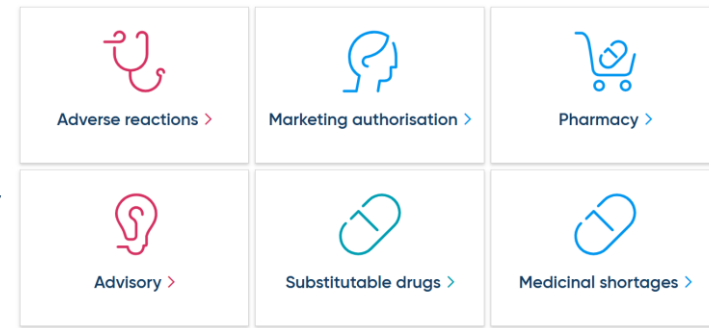 Adverse reactions
Marketing authorisation
Pharmacy
Advisory
Substitutable drugs
Medicinal shortages